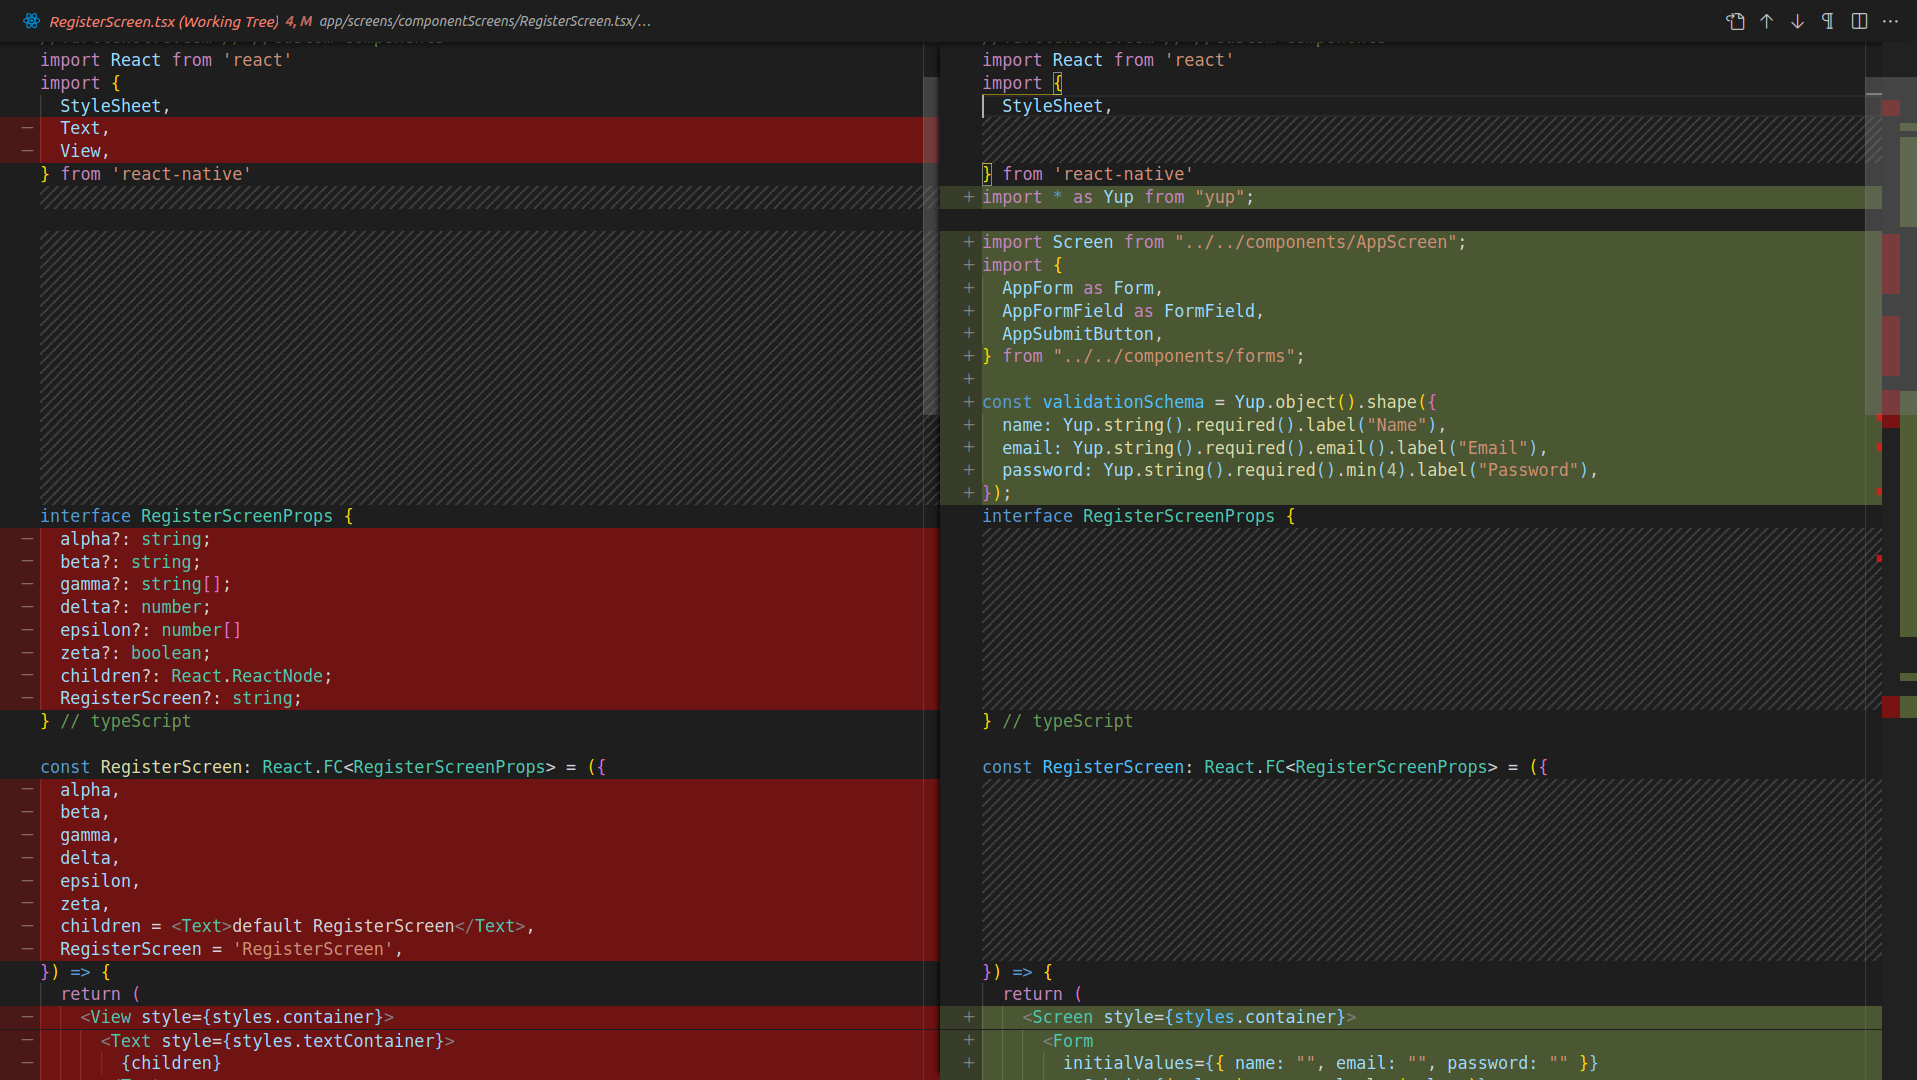 RegisterScreen.tsx (Working Tree) 4, M app/screens/componentScreens/RegisterScreen.tsx/...
import React from 'react'
import {
StyleSheet,
− Text,
− View,
} from 'react-native'
interface RegisterScreenProps {
− alpha?: string;
− beta?: string;
− gamma?: string[];
− delta?: number;
− epsilon?: number[]
− zeta?: boolean;
− children?: React.ReactNode;
− RegisterScreen?: string;
} // typeScript
const RegisterScreen: React.FC<RegisterScreenProps> = ({
− alpha,
− beta,
− gamma,
− delta,
− epsilon,
− zeta,
− children = <Text>default RegisterScreen</Text>,
− RegisterScreen = 'RegisterScreen',
}) => {
return (
− <View style={styles.container}>
− <Text style={styles.textContainer}>
− {children}
import React from 'react'
import {
StyleSheet,
} from 'react-native'
+ import * as Yup from "yup";
+ import Screen from "../../components/AppScreen";
+ import {
+ AppForm as Form,
+ AppFormField as FormField,
+ AppSubmitButton,
+ } from "../../components/forms";
+
+ const validationSchema = Yup.object().shape({
+ name: Yup.string().required().label("Name"),
+ email: Yup.string().required().email().label("Email"),
+ password: Yup.string().required().min(4).label("Password"),
+ });
interface RegisterScreenProps {
} // typeScript
const RegisterScreen: React.FC<RegisterScreenProps> = ({
}) => {
return (
+ <Screen style={styles.container}>
+ <Form
+ initialValues={{ name: "", email: "", password: "" }}